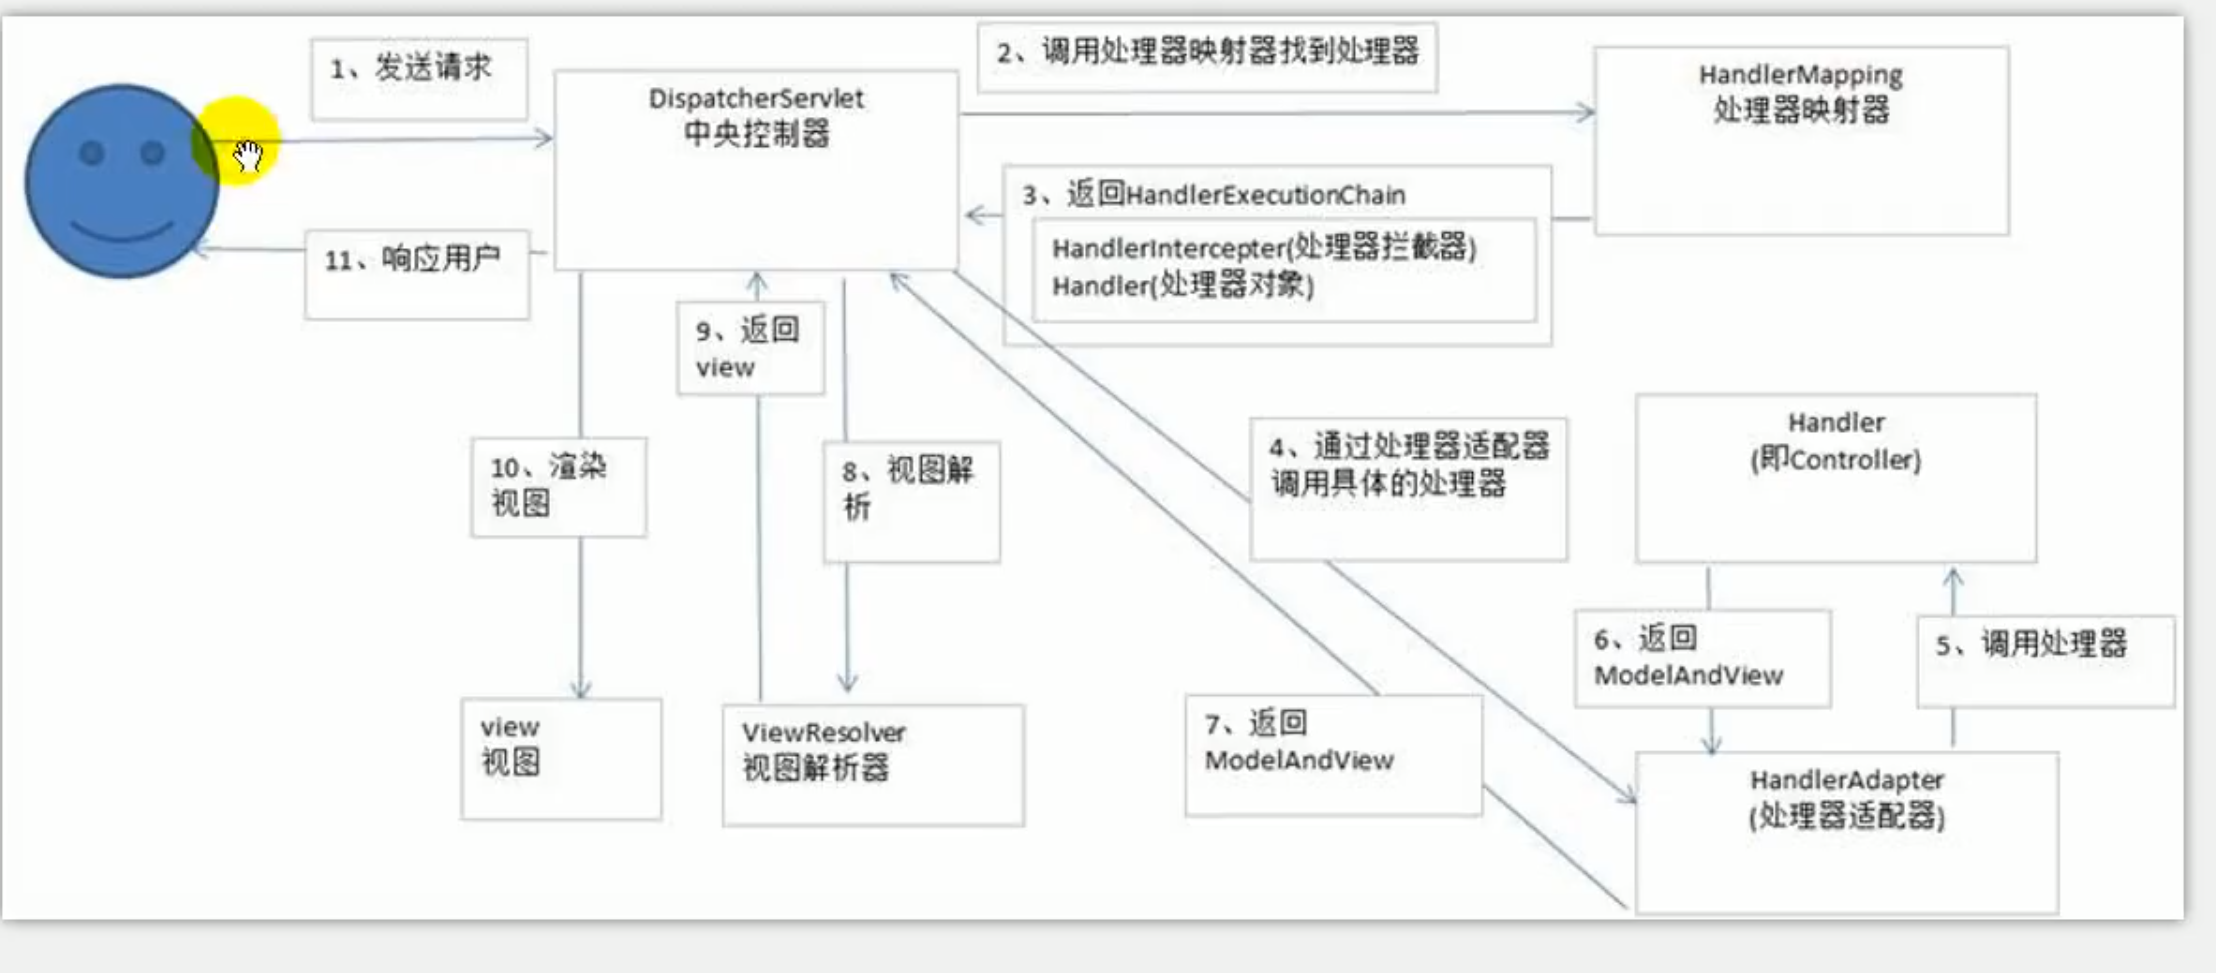 1、发送请求
DispatcherServlet
中央控制器
2、调用处理器映射器找到处理器
HandlerMapping
处理器映射器
3、返回HandlerExecutionChain
HandlerIntercepter(处理器拦截器)
Handler(处理器对象)
11、响应用户
9、返回
view
10、渲染
视图
8、视图解
析
4、通过处理器适配器
调用具体的处理器
Handler
(即Controller)
6、返回
ModelAndView
5、调用处理器
view
视图
ViewResolver
视图解析器
7、返回
ModelAndView
HandlerAdapter
(处理器适配器)